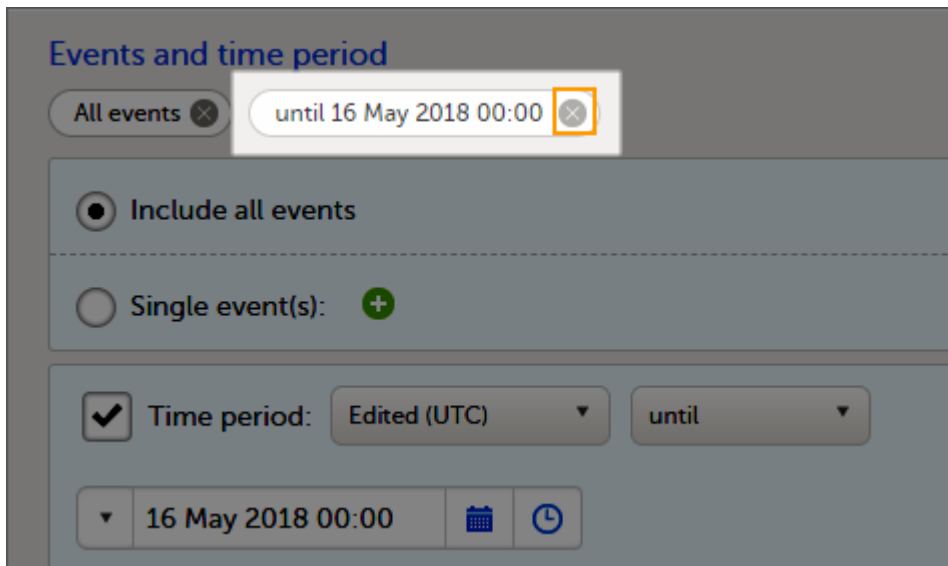 Events and time period
All events until 16 May 2018 00:00
Include all events
Single event(s):
Time period: Edited (UTC) until
16 May 2018 00:00